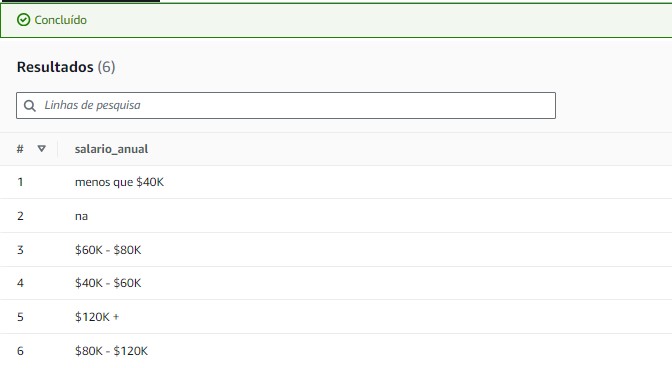 Concluído
Resultados (6)
Linhas de pesquisa
# salario_anual
1 menos que $40K
2 na
3 $60K - $80K
4 $40K - $60K
5 $120K +
6 $80K - $120K